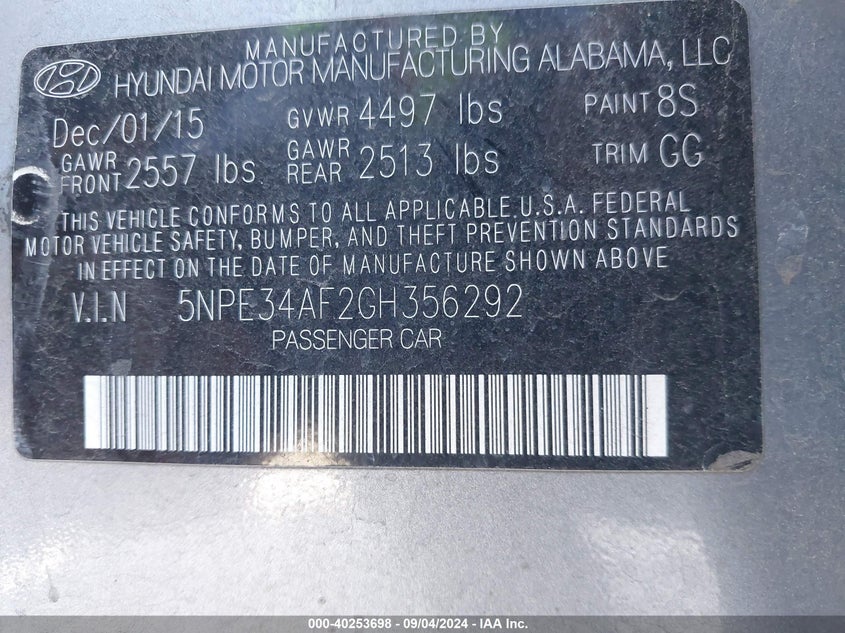 MANUFACTURED BY
HYUNDAI MOTOR MANUFACTURING ALABAMA, LLC
Dec/01/15 GVWR 4497 lbs PAINT 8S
GAWR FRONT 2557 lbs GAWR REAR 2513 lbs TRIM GG
THIS VEHICLE CONFORMS TO ALL APPLICABLE U.S.A. FEDERAL
MOTOR VEHICLE SAFETY, BUMPER, AND THEFT PREVENTION STANDARDS
IN EFFECT ON THE DATE OF MANUFACTURE SHOWN ABOVE
V.I.N 5NPE34AF2GH356292
PASSENGER CAR
000-40253698 - 09/04/2024 - IAA Inc.